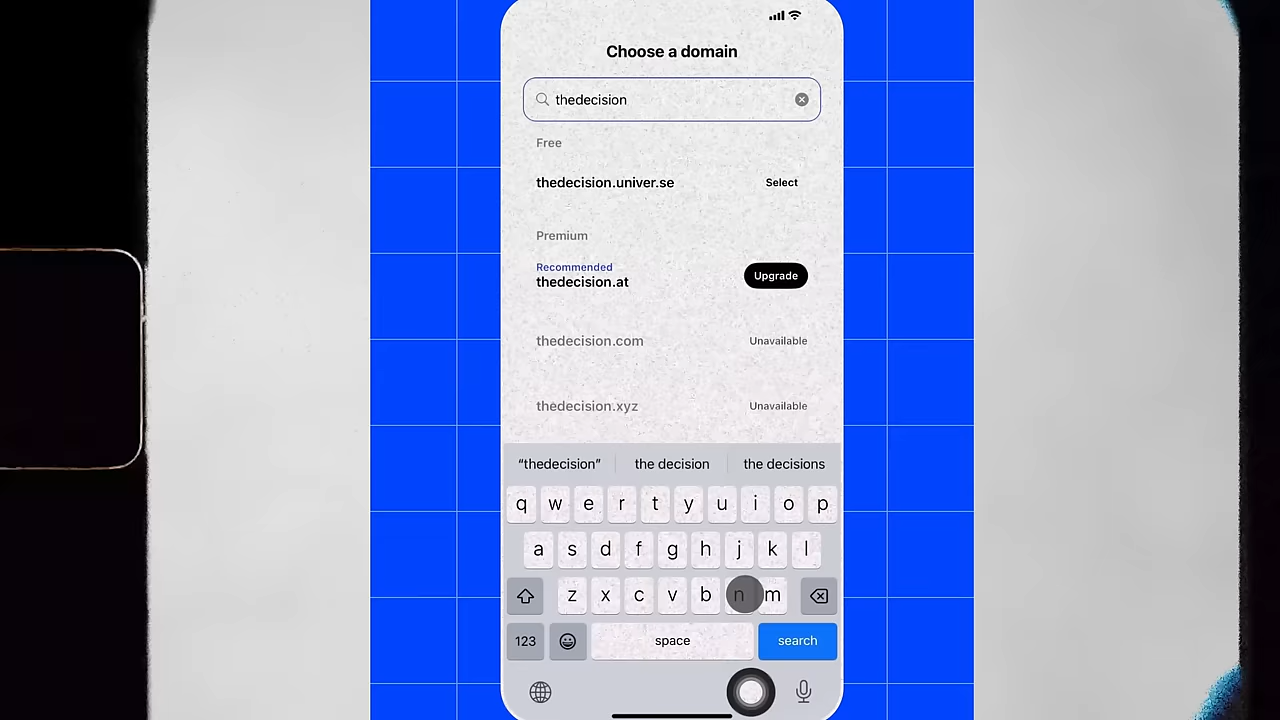 Choose a domain
thedecision
Free
thedecision.univer.se Select
Premium
Recommended
thedecision.at Upgrade
thedecision.com Unavailable
thedecision.xyz Unavailable
“thedecision” the decision the decisions
q w e r t y u i o p
a s d f g h j k l
z x c v b n m
123 space search